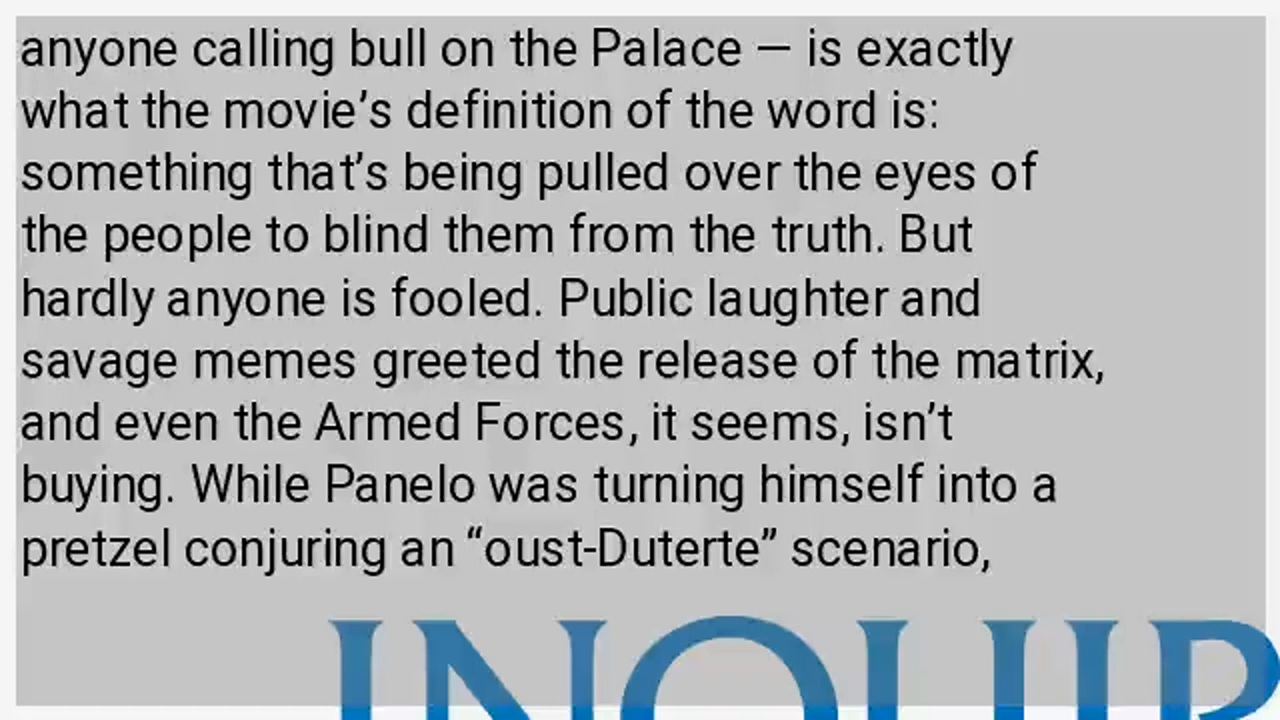 anyone calling bull on the Palace — is exactly
what the movie’s definition of the word is:
something that’s being pulled over the eyes of
the people to blind them from the truth. But
hardly anyone is fooled. Public laughter and
savage memes greeted the release of the matrix,
and even the Armed Forces, it seems, isn’t
buying. While Panelo was turning himself into a
pretzel conjuring an “oust-Duterte” scenario,
INQUIR